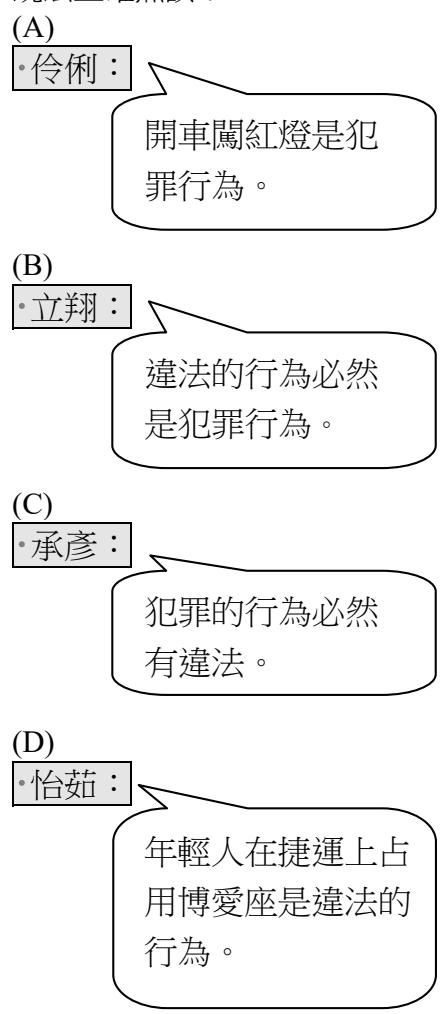 (A)
·伶俐：
開車闖紅燈是犯
罪行為。
(B)
·立翔：
違法的行為必然
是犯罪行為。
(C)
·承彥：
犯罪的行為必然
有違法。
(D)
·怡茹：
年輕人在捷運上占
用博愛座是違法的
行為。